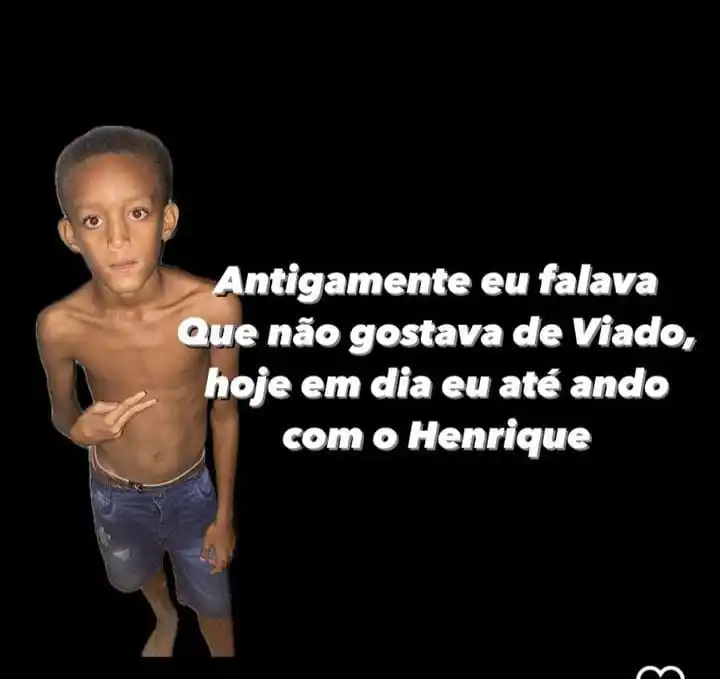 Antigamente eu falava
Que não gostava de Viado,
hoje em dia eu até ando
com o Henrique